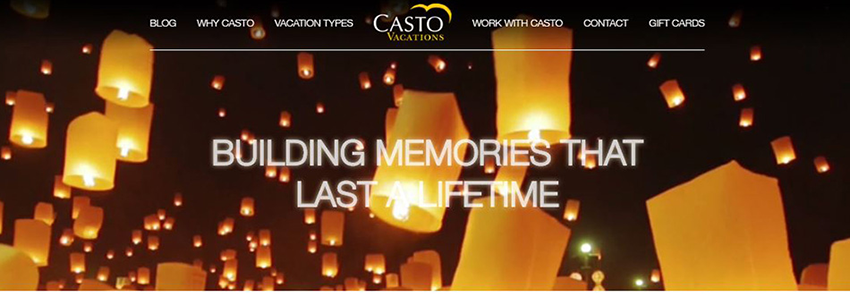 BLOG WHY CASTO VACATION TYPES CASTO VACATIONS WORK WITH CASTO CONTACT GIFT CARDS
BUILDING MEMORIES THAT
LAST A LIFETIME